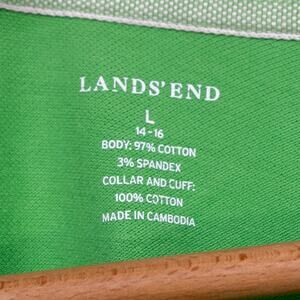 LANDS' END
L
14-16
BODY: 97% COTTON
3% SPANDEX
COLLAR AND CUFF:
100% COTTON
MADE IN CAMBODIA